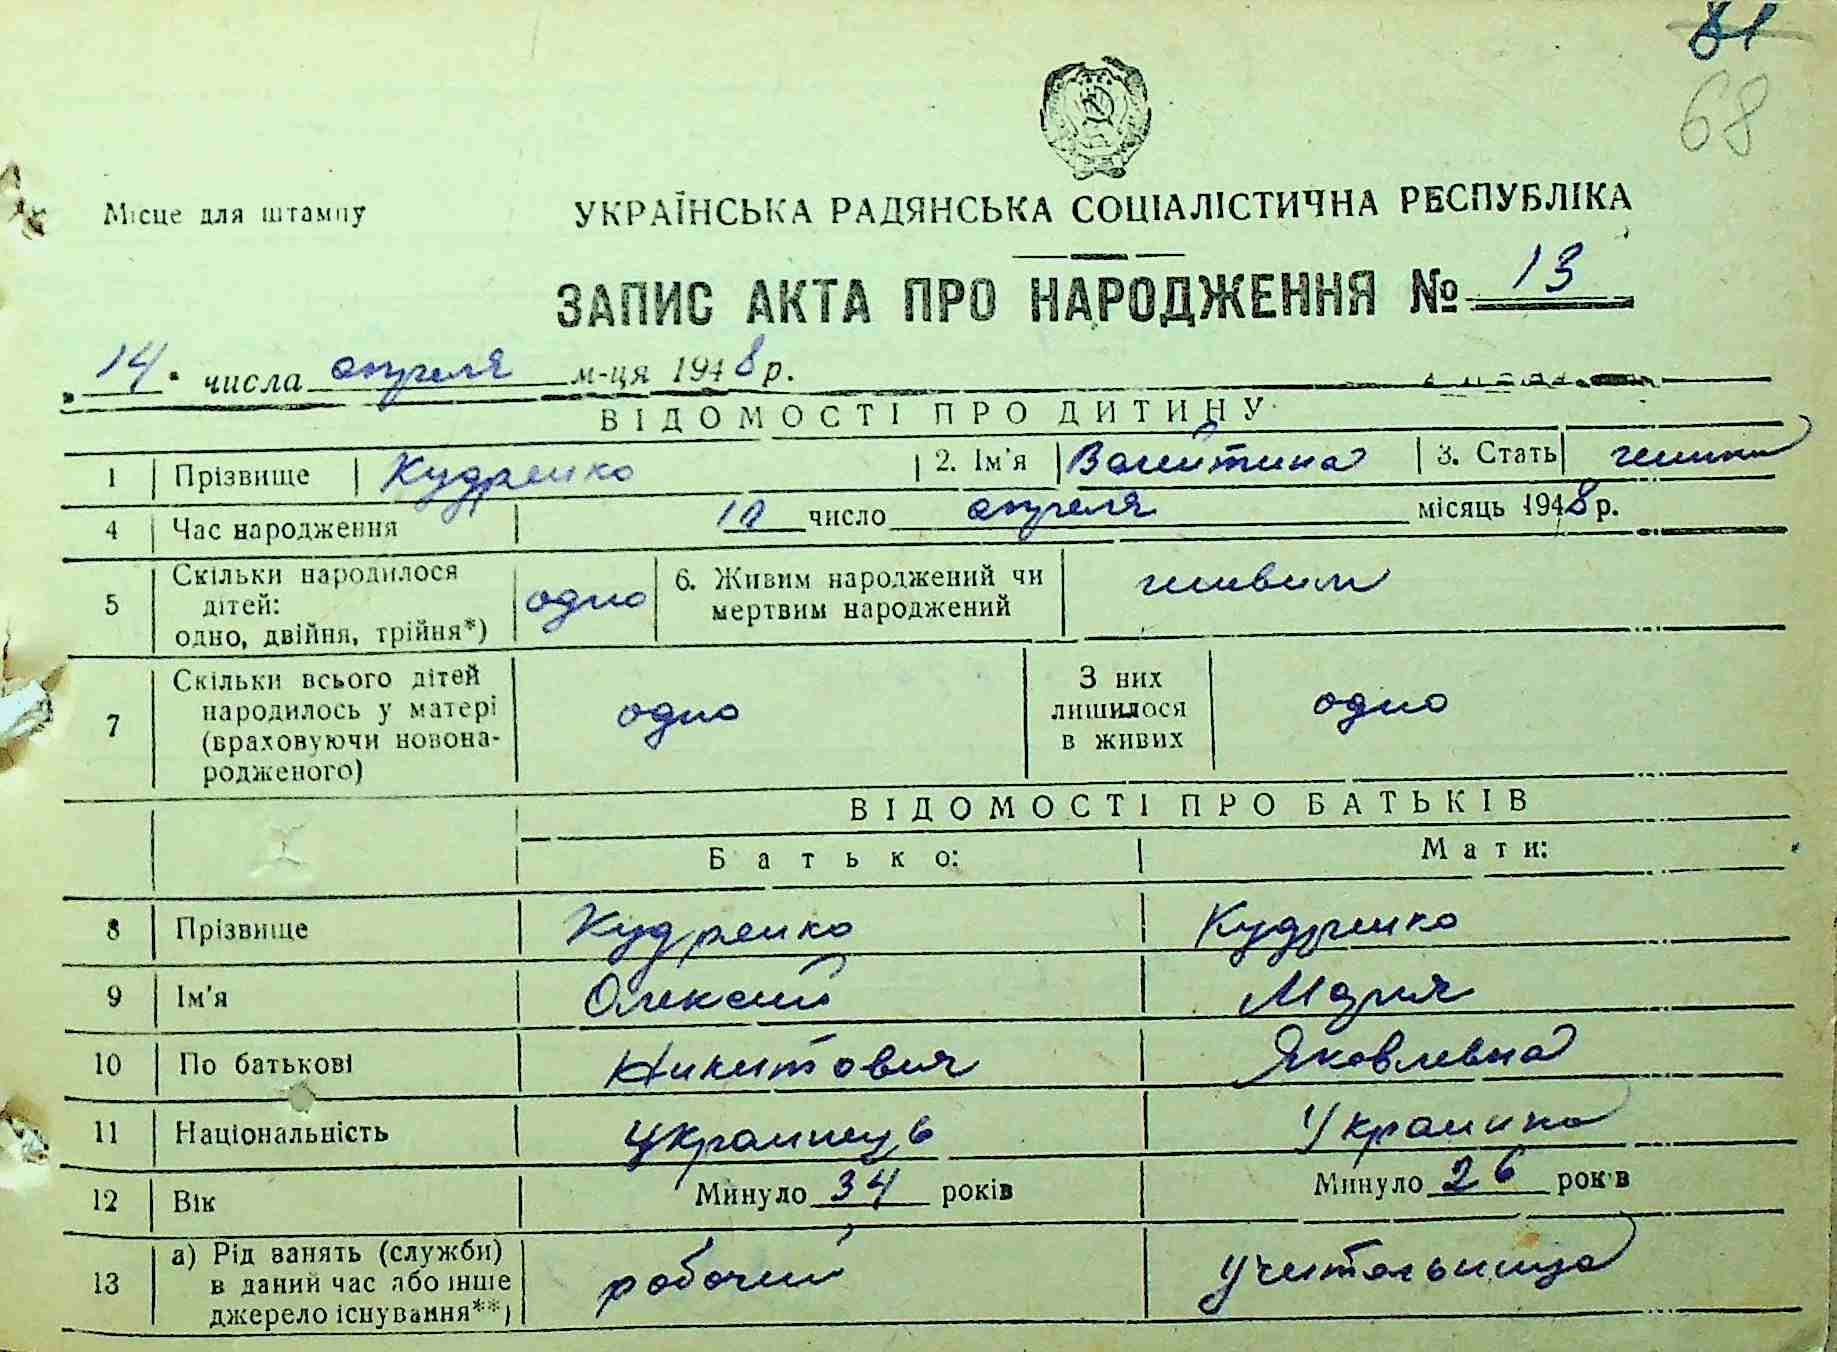 81
68
Місце для штампу
УКРАЇНСЬКА РАДЯНСЬКА СОЦІАЛІСТИЧНА РЕСПУБЛІКА
ЗАПИС АКТА ПРО НАРОДЖЕННЯ № 13
„14" числа апреля м-ця 1948 р.
ВІДОМОСТІ ПРО ДИТИНУ
1 Прізвище Кудренко 2. Ім'я Валентина 3. Стать
4 Час народження 10 число апреля місяць 1948 р.
5 Скільки народилося дітей: одно, двійня, трійня*) одно 6. Живим народжений чи мертвим народжений живим
7 Скільки всього дітей народилось у матері (враховуючи новонародженого) одно З них лишилося в живих одно
ВІДОМОСТІ ПРО БАТЬКІВ
Батько: Мати:
8 Прізвище Кудренко Кудренко
9 Ім'я Олексей Мария
10 По батькові Никитович Яковлевна
11 Національність Украинець Украинка
12 Вік Минуло 34 років Минуло 26 років
13 а) Рід занять (служби) в даний час або інше джерело існування**) робочий учительница